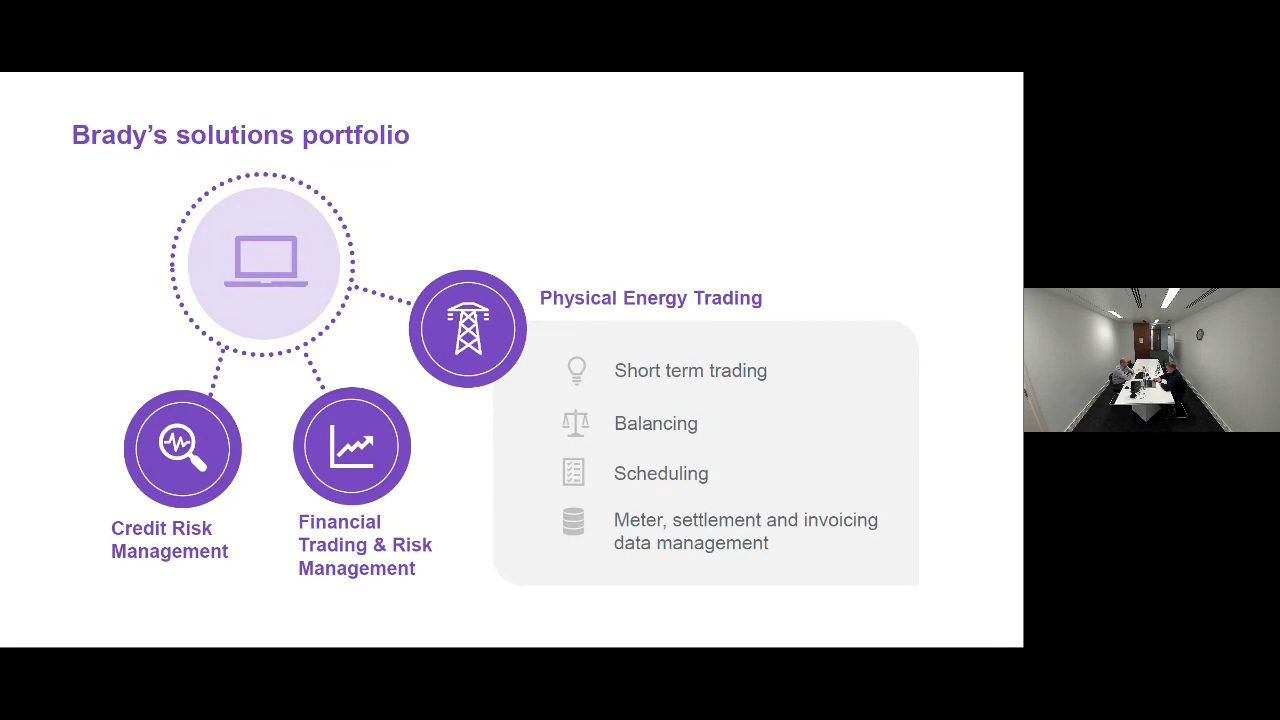 Brady’s solutions portfolio
Physical Energy Trading
Short term trading
Balancing
Scheduling
Meter, settlement and invoicing
data management
Credit Risk
Management
Financial
Trading & Risk
Management